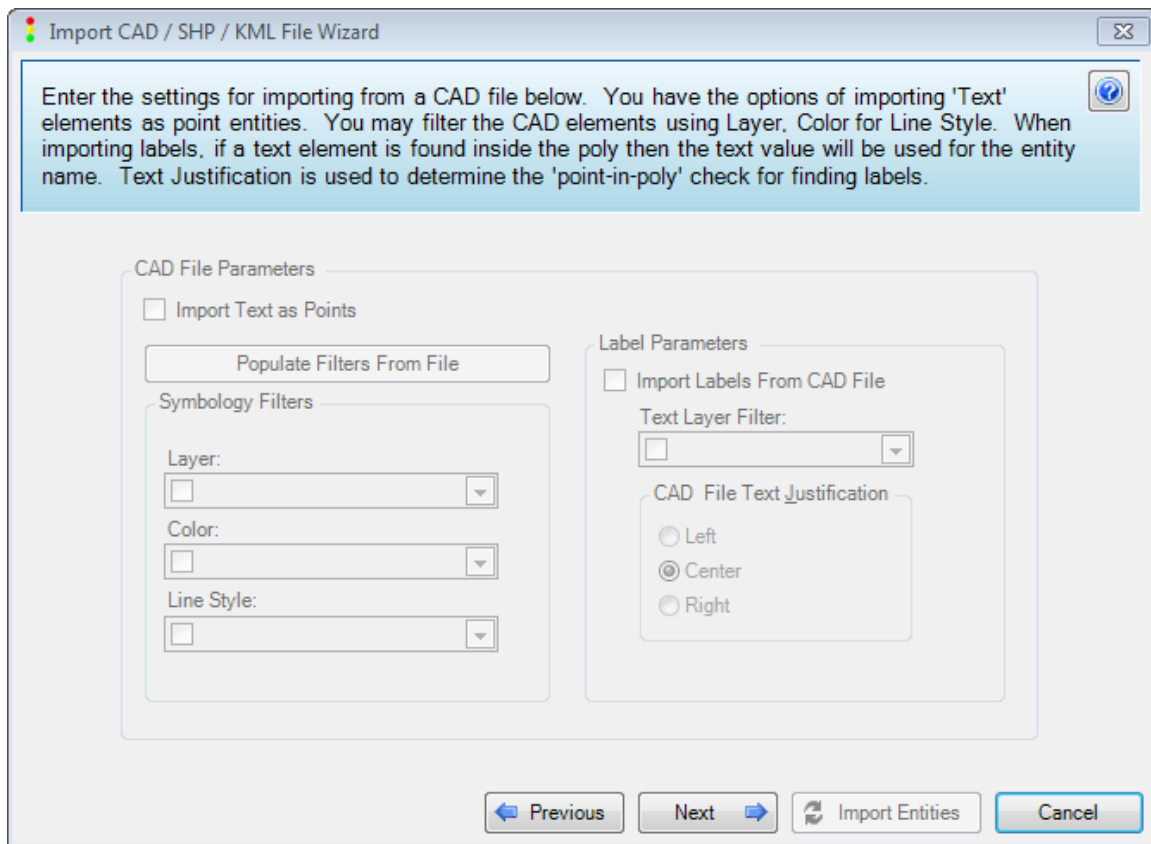 Import CAD / SHP / KML File Wizard
Enter the settings for importing from a CAD file below.  You have the options of importing 'Text'
elements as point entities.  You may filter the CAD elements using Layer, Color for Line Style.  When
importing labels, if a text element is found inside the poly then the text value will be used for the entity
name.  Text Justification is used to determine the 'point-in-poly' check for finding labels.
CAD File Parameters
Import Text as Points
Populate Filters From File
Symbology Filters
Layer:
Color:
Line Style:
Label Parameters
Import Labels From CAD File
Text Layer Filter:
CAD  File Text Justification
Left
Center
Right
Previous
Next
Import Entities
Cancel